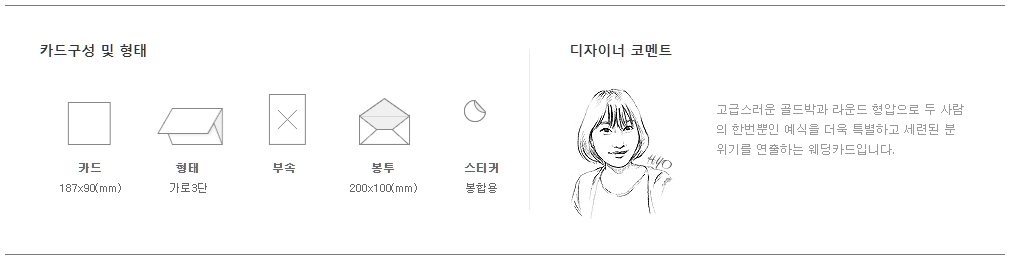 카드구성 및 형태
카드
187x90(mm)
형태
가로3단
부속
봉투
200x100(mm)
스티커
봉합용
디자이너 코멘트
고급스러운 골드박과 라운드 형압으로 두 사람
의 한번뿐인 예식을 더욱 특별하고 세련된 분
위기를 연출하는 웨딩카드입니다.